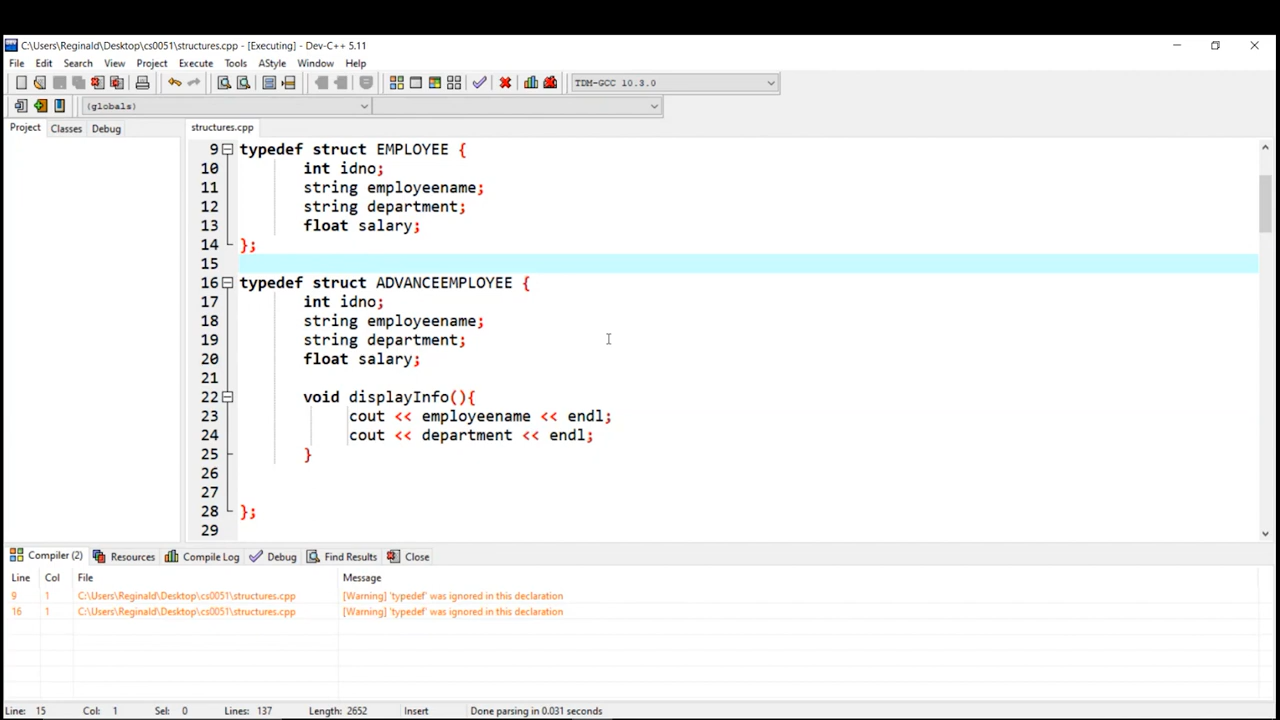 C:\Users\Reginald\Desktop\cs0051\structures.cpp - [Executing] - Dev-C++ 5.11
File Edit Search View Project Execute Tools AStyle Window Help
TDM-GCC 10.3.0
(globals)
Project Classes Debug
structures.cpp
9 typedef struct EMPLOYEE {
10 int idno;
11 string employeename;
12 string department;
13 float salary;
14 };
15
16 typedef struct ADVANCEEMPLOYEE {
17 int idno;
18 string employeename;
19 string department;
20 float salary;
21
22 void displayInfo(){
23 cout << employeename << endl;
24 cout << department << endl;
25 }
26
27
28 };
29
Compiler (2) Resources Compile Log Debug Find Results Close
Line Col File Message
9 1 C:\Users\Reginald\Desktop\cs0051\structures.cpp [Warning] 'typedef' was ignored in this declaration
16 1 C:\Users\Reginald\Desktop\cs0051\structures.cpp [Warning] 'typedef' was ignored in this declaration
Line: 15 Col: 1 Sel: 0 Lines: 137 Length: 2652 Insert Done parsing in 0.031 seconds